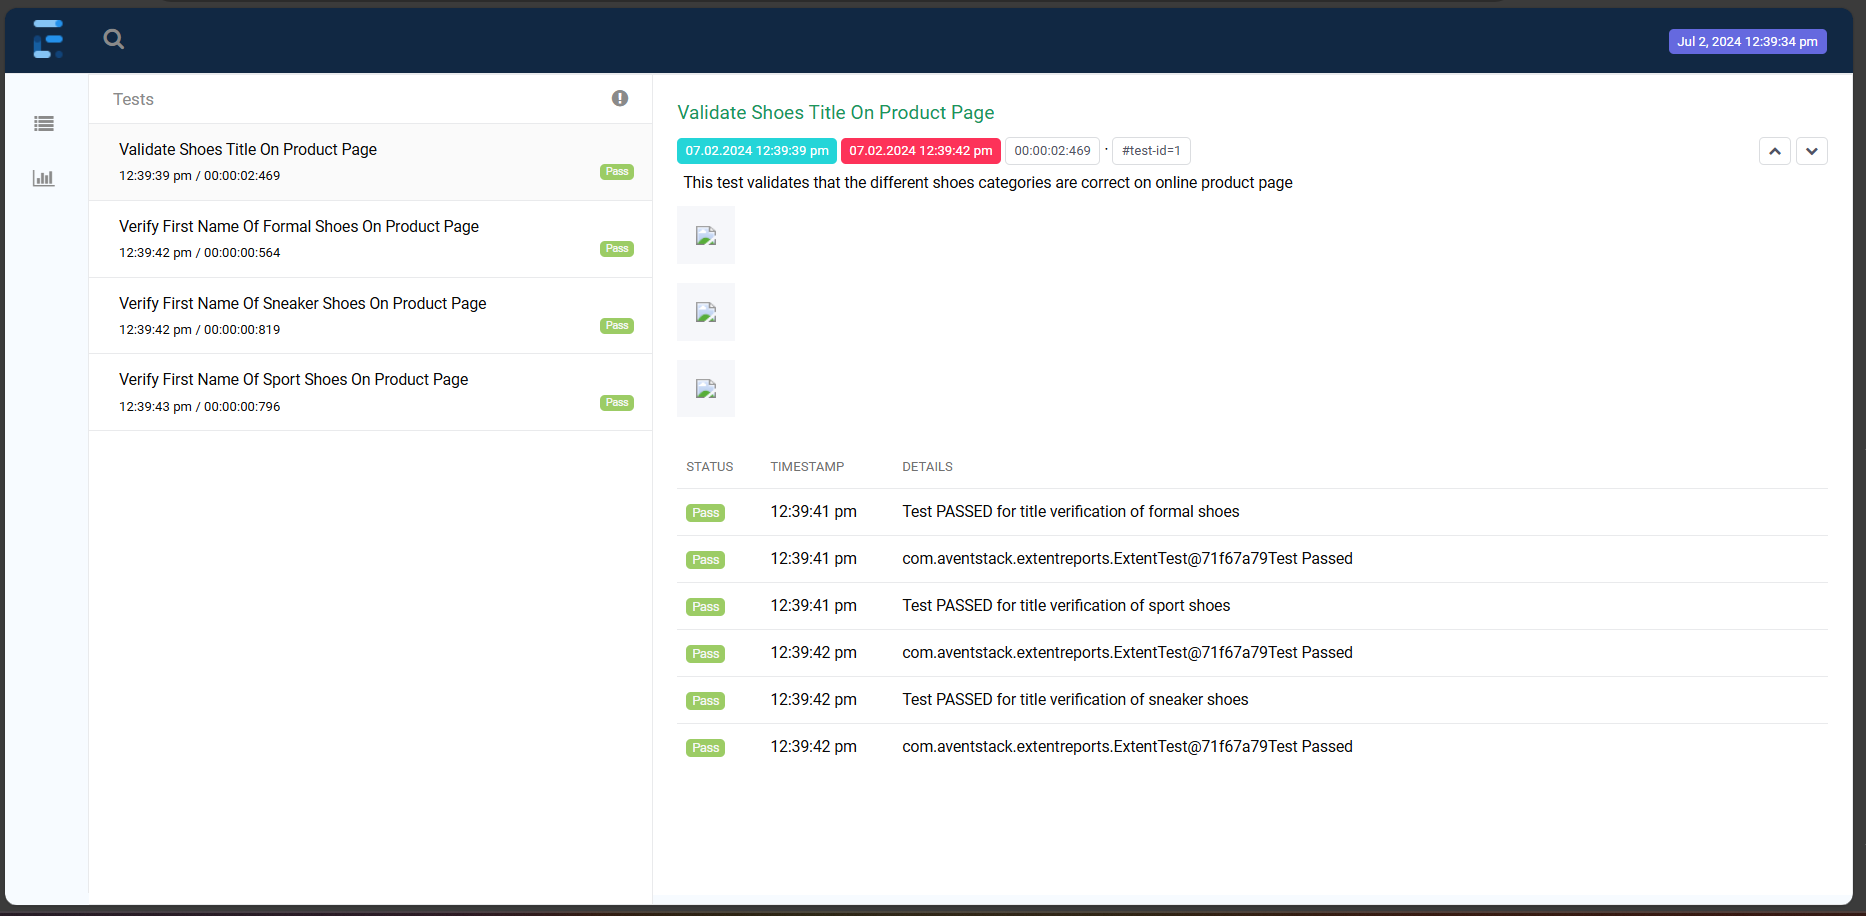 Jul 2, 2024 12:39:34 pm
Tests
Validate Shoes Title On Product Page
12:39:39 pm / 00:00:02:469
Pass
Verify First Name Of Formal Shoes On Product Page
12:39:42 pm / 00:00:00:564
Pass
Verify First Name Of Sneaker Shoes On Product Page
12:39:42 pm / 00:00:00:819
Pass
Verify First Name Of Sport Shoes On Product Page
12:39:43 pm / 00:00:00:796
Pass
Validate Shoes Title On Product Page
07.02.2024 12:39:39 pm 07.02.2024 12:39:42 pm 00:00:02:469 · #test-id=1
This test validates that the different shoes categories are correct on online product page
STATUS TIMESTAMP DETAILS
Pass 12:39:41 pm Test PASSED for title verification of formal shoes
Pass 12:39:41 pm com.aventstack.extentreports.ExtentTest@71f67a79Test Passed
Pass 12:39:41 pm Test PASSED for title verification of sport shoes
Pass 12:39:42 pm com.aventstack.extentreports.ExtentTest@71f67a79Test Passed
Pass 12:39:42 pm Test PASSED for title verification of sneaker shoes
Pass 12:39:42 pm com.aventstack.extentreports.ExtentTest@71f67a79Test Passed